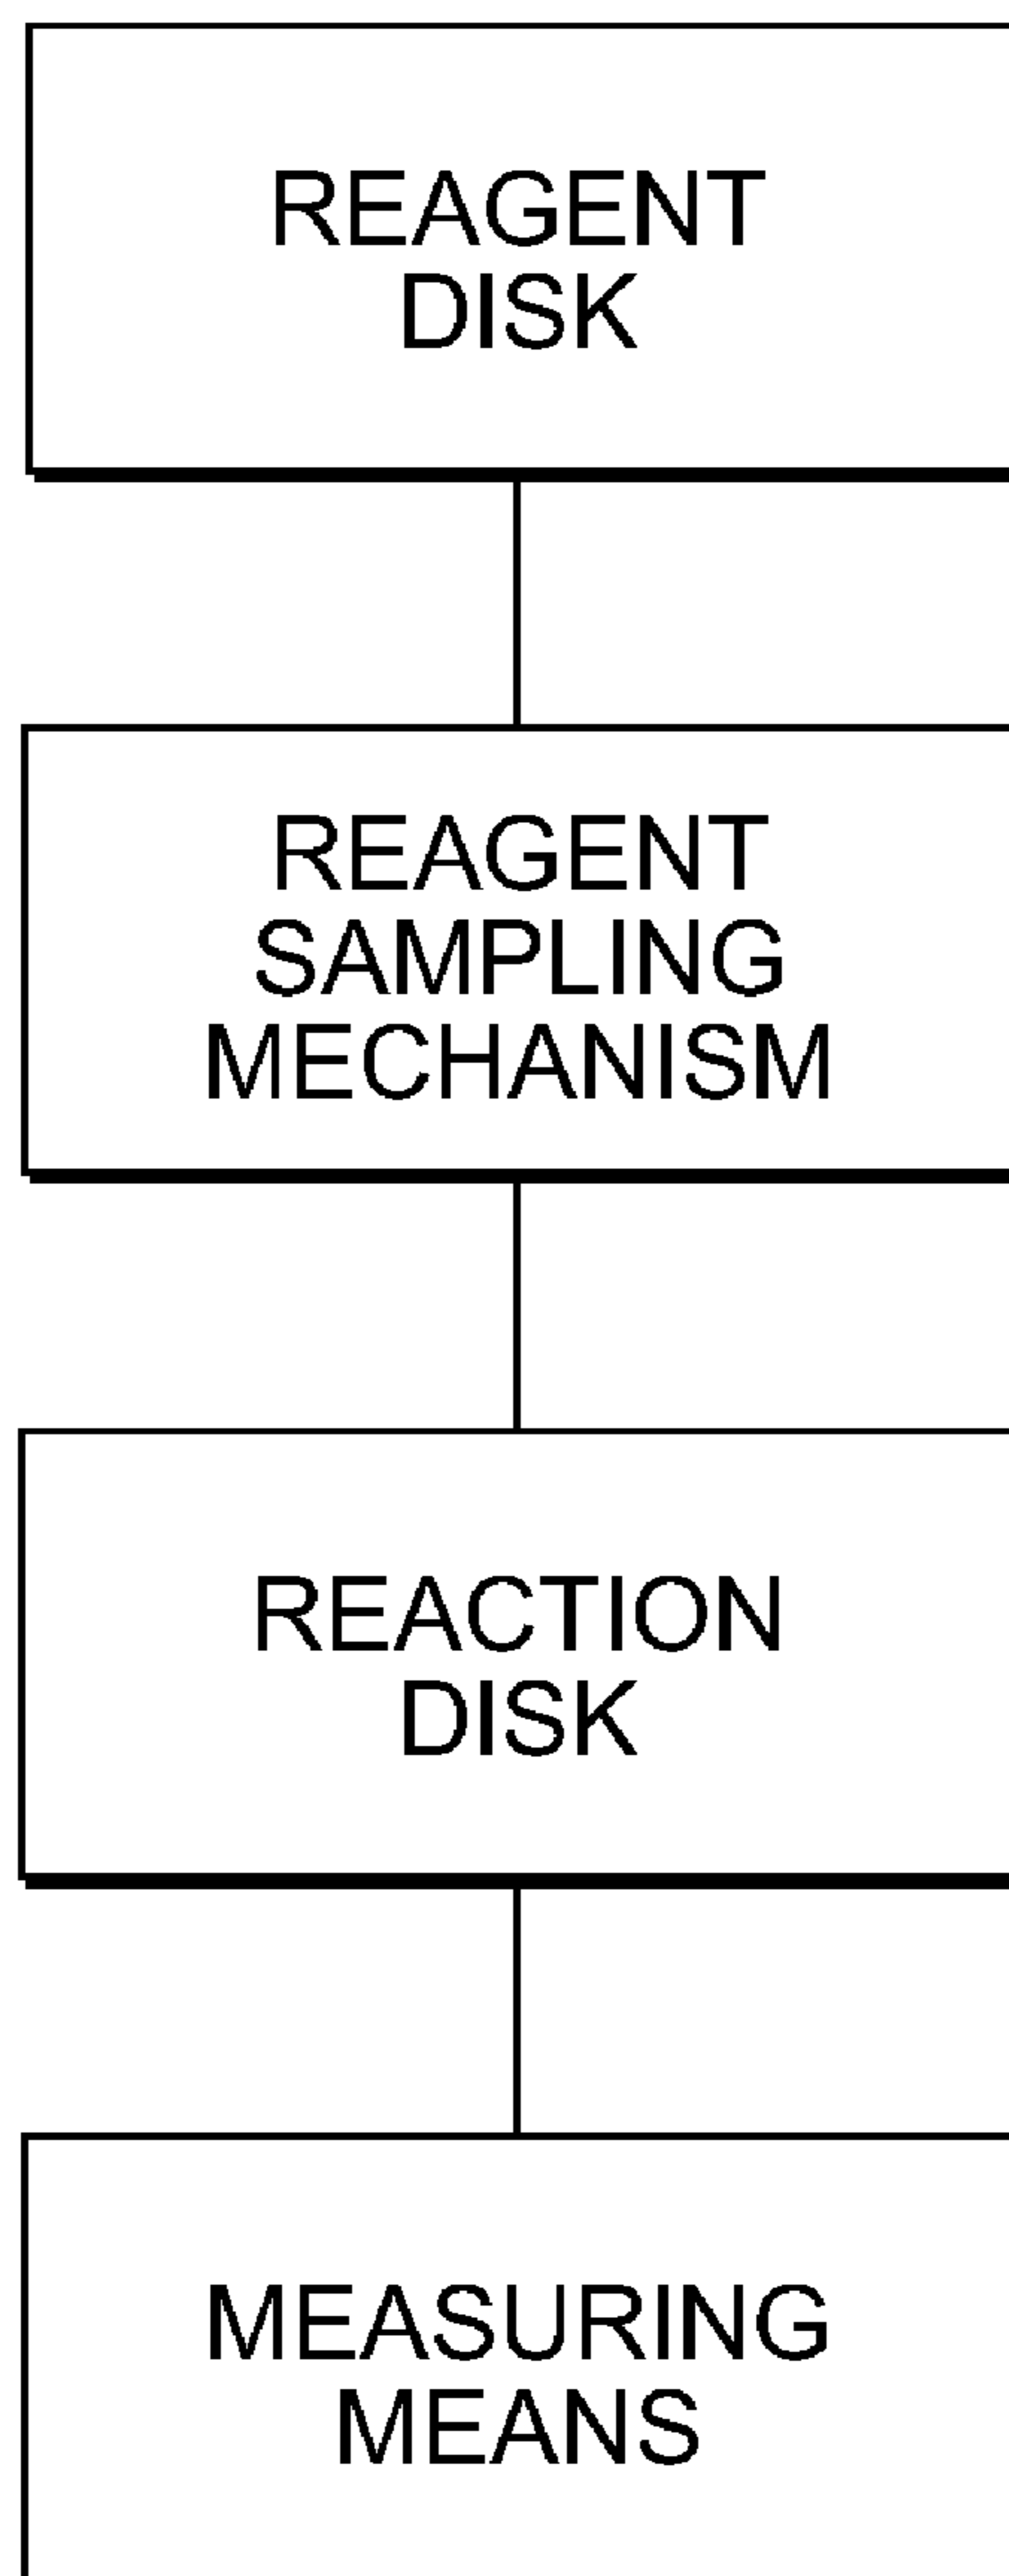 REAGENT
DISK
REAGENT
SAMPLING
MECHANISM
REACTION
DISK
MEASURING
MEANS